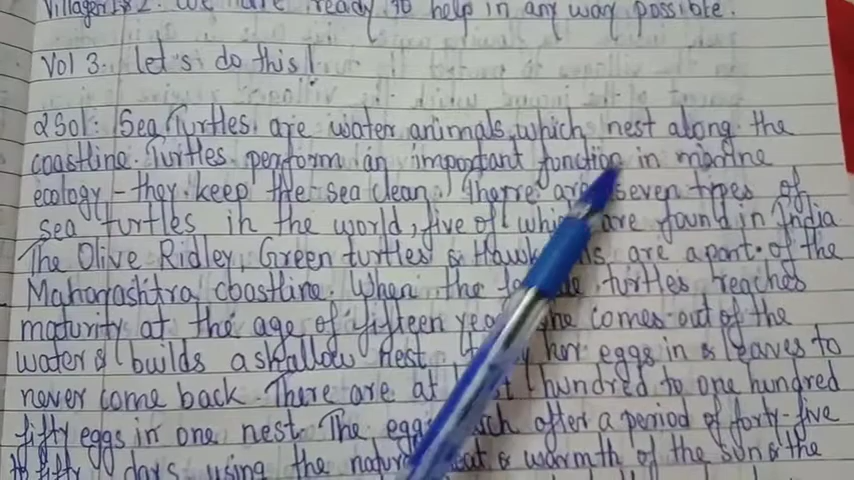 Villager 1 & 2: We are ready to help in any way possible.
Vol 3: Let's do this!
2 Sol: Sea Turtles are water animals which nest along the
coastline. Turtles perform an important function in marine
ecology - they keep the sea clean. There are seven types of
sea turtles in the world, five of which are found in India.
The Olive Ridley, Green turtles & Hawk are a part of the
Maharashtra coastline. When the turtles reaches
maturity at the age of fifteen she comes out of the
water & builds a shallow nest her eggs in & leaves to
never come back. There are at hundred to one hundred
fifty eggs in one nest. The eggs after a period of forty-five
to fifty days using the & warmth of the sun & the